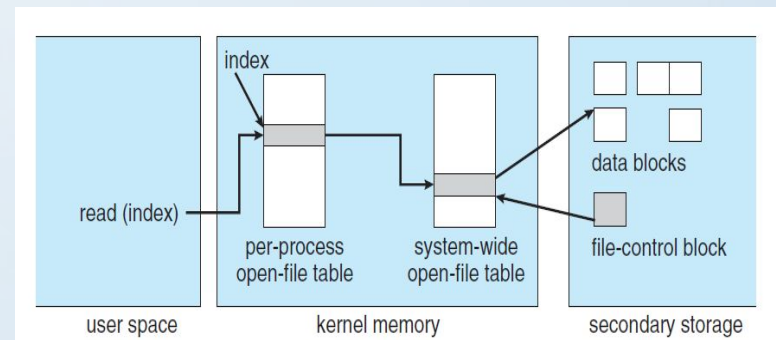 index
read (index)
data blocks
per-process
open-file table
system-wide
open-file table
file-control block
user space
kernel memory
secondary storage